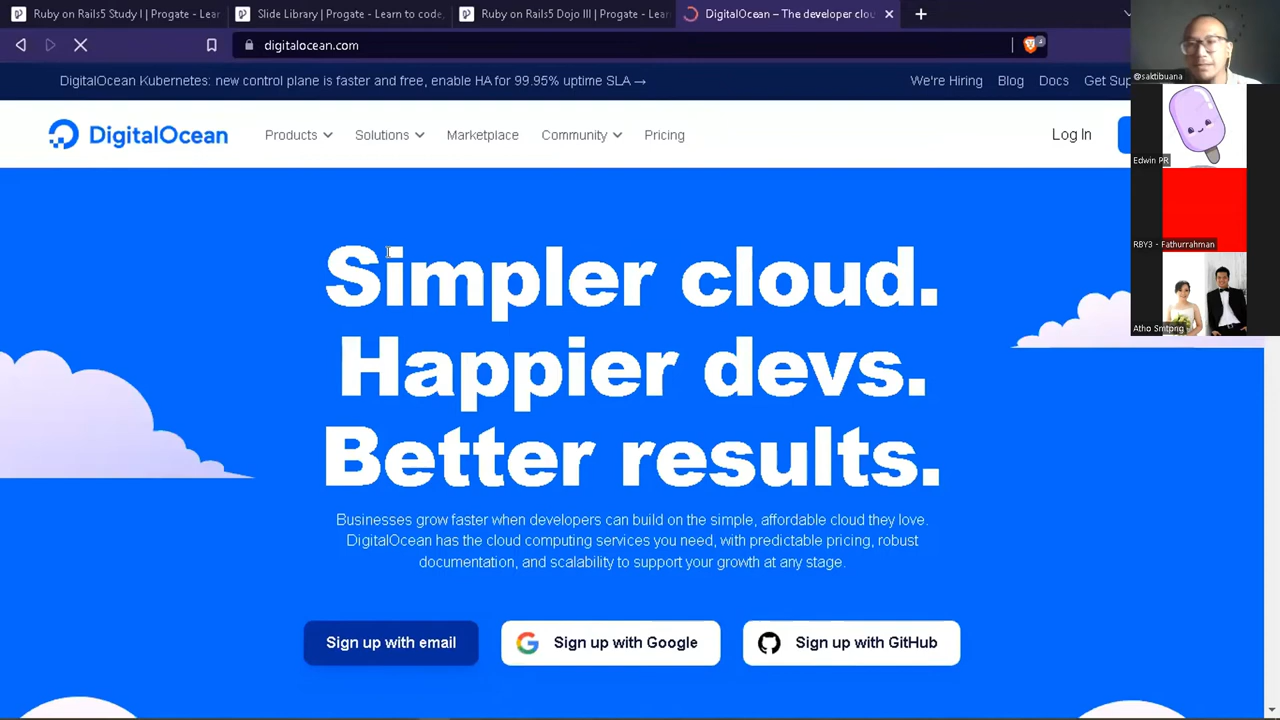 Ruby on Rails5 Study I | Progate - Lear
Slide Library | Progate - Learn to code,
Ruby on Rails5 Dojo III | Progate - Lear
DigitalOcean – The developer clou
digitalocean.com
4
DigitalOcean Kubernetes: new control plane is faster and free, enable HA for 99.95% uptime SLA →
We're Hiring Blog Docs Get Sup
DigitalOcean
Products Solutions Marketplace Community Pricing
Log In
Simpler cloud.
Happier devs.
Better results.
Businesses grow faster when developers can build on the simple, affordable cloud they love.
DigitalOcean has the cloud computing services you need, with predictable pricing, robust
documentation, and scalability to support your growth at any stage.
Sign up with email
Sign up with Google
Sign up with GitHub
@saktibuana
Edwin PR
RBY3 - Fathurrahman
Atho Smtpng